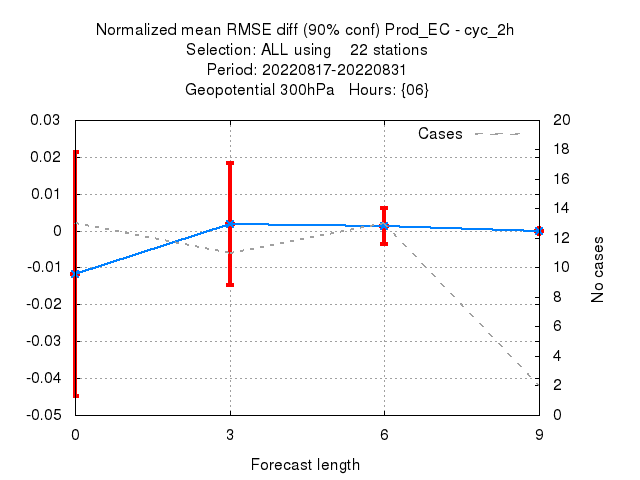 Normalized mean RMSE diff (90% conf) Prod_EC - cyc_2h
Selection: ALL using    22 stations
Period: 20220817-20220831
Geopotential 300hPa   Hours: {06}
Cases
0.03
0.02
0.01
0
-0.01
-0.02
-0.03
-0.04
-0.05
20
18
16
14
12
10
8
6
4
2
0
No cases
0 3 6 9
Forecast length